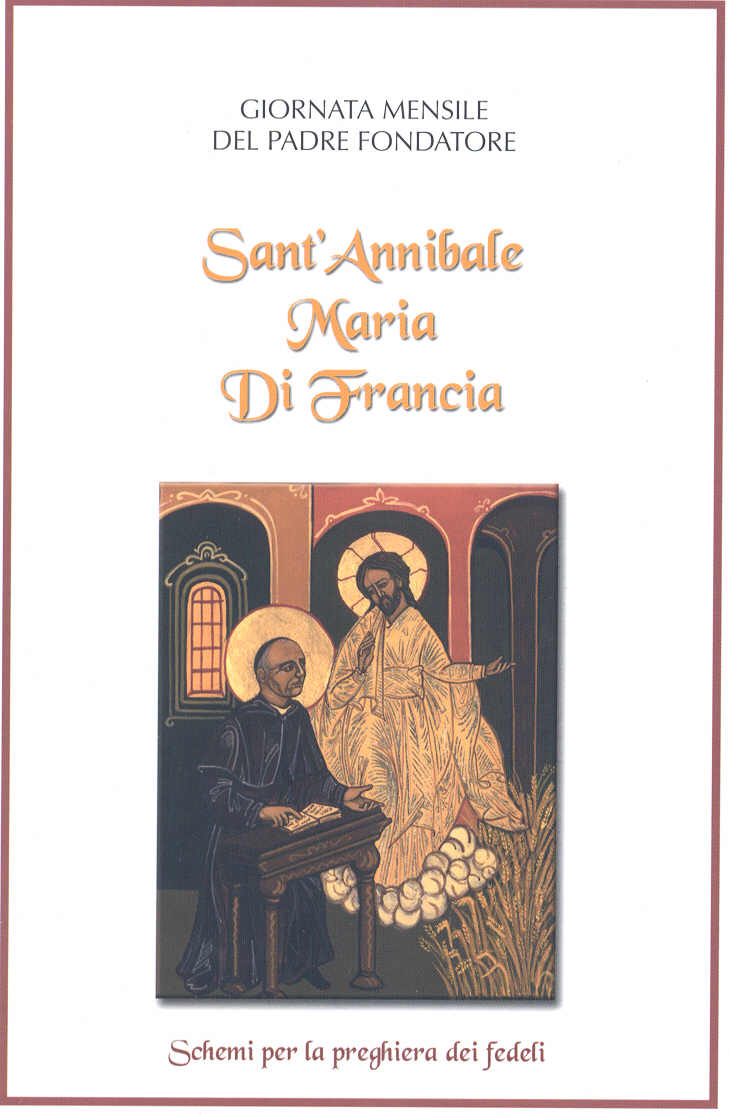 GIORNATA MENSILE
DEL PADRE FONDATORE
Sant'Annibale
Maria
Di Francia
Schemi per la preghiera dei fedeli